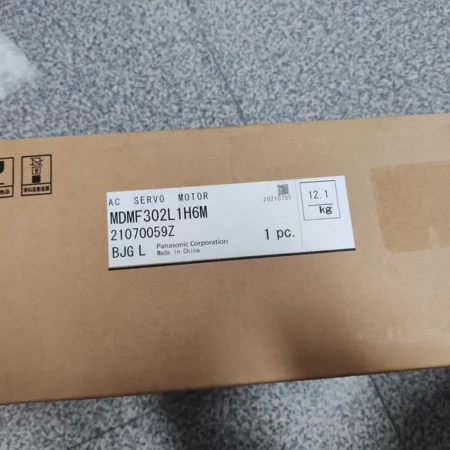 AC SERVO MOTOR
MDMF302L1H6M
21070059Z
BJG L
Panasonic Corporation
Made in China
20210701
1 pc.
12.1
kg